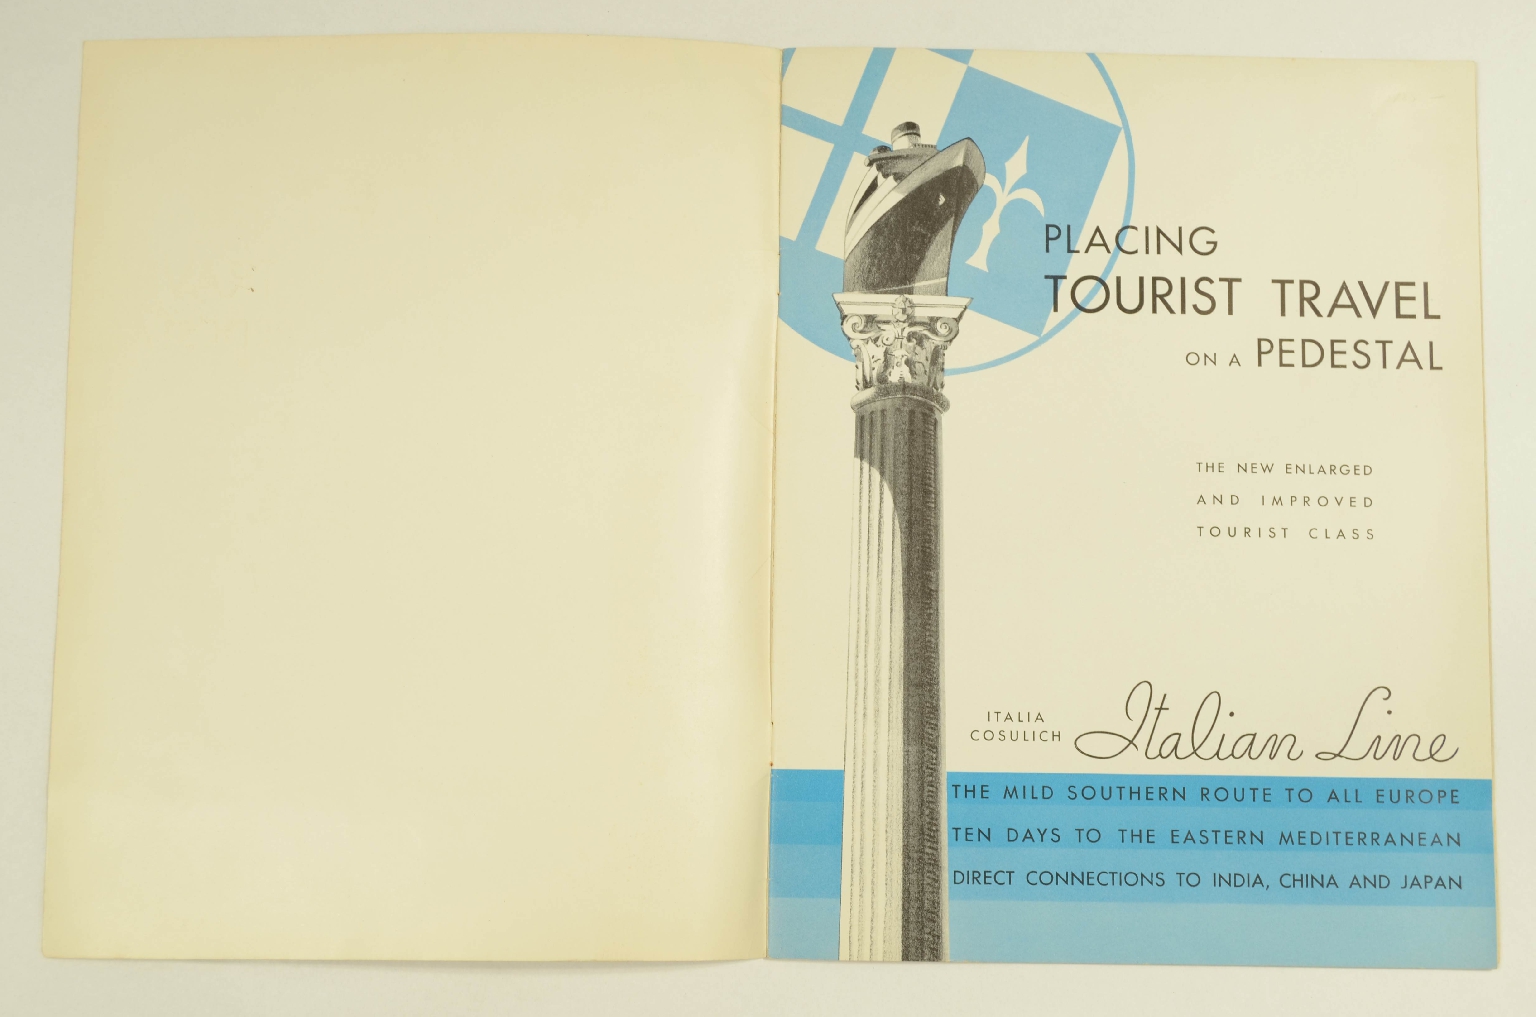 PLACING
TOURIST TRAVEL
ON A PEDESTAL
THE NEW ENLARGED
AND IMPROVED
TOURIST CLASS
ITALIA
COSULICH
Italian Line
THE MILD SOUTHERN ROUTE TO ALL EUROPE
TEN DAYS TO THE EASTERN MEDITERRANEAN
DIRECT CONNECTIONS TO INDIA, CHINA AND JAPAN